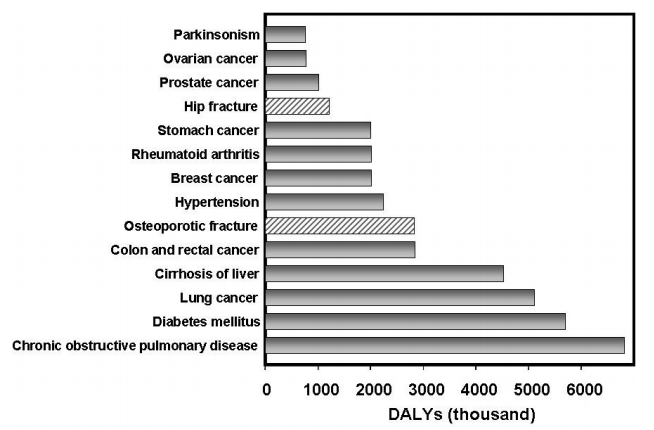 Parkinsonism
Ovarian cancer
Prostate cancer
Hip fracture
Stomach cancer
Rheumatoid arthritis
Breast cancer
Hypertension
Osteoporotic fracture
Colon and rectal cancer
Cirrhosis of liver
Lung cancer
Diabetes mellitus
Chronic obstructive pulmonary disease
0 1000 2000 3000 4000 5000 6000
DALYs (thousand)